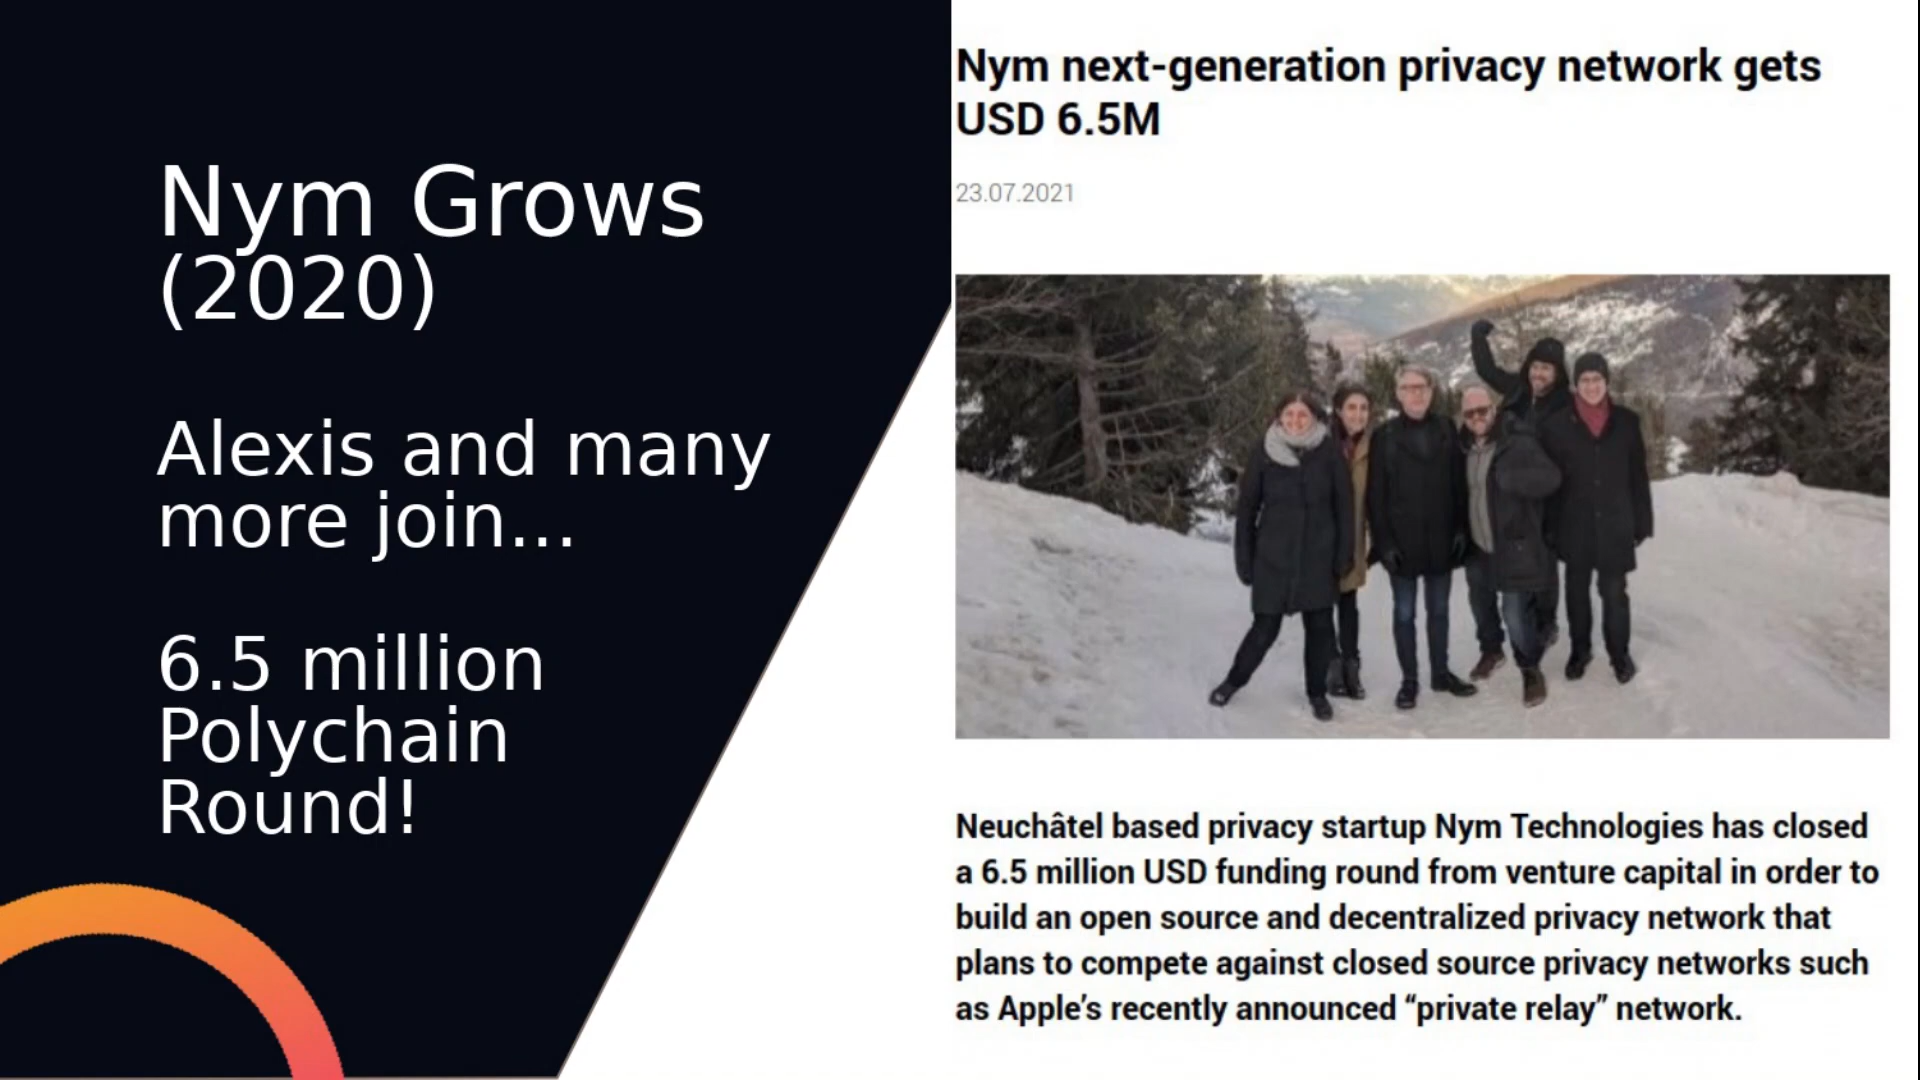 Nym Grows
(2020)
Alexis and many
more join...
6.5 million
Polychain
Round!
Nym next-generation privacy network gets
USD 6.5M
23.07.2021
Neuchâtel based privacy startup Nym Technologies has closed
a 6.5 million USD funding round from venture capital in order to
build an open source and decentralized privacy network that
plans to compete against closed source privacy networks such
as Apple’s recently announced “private relay” network.